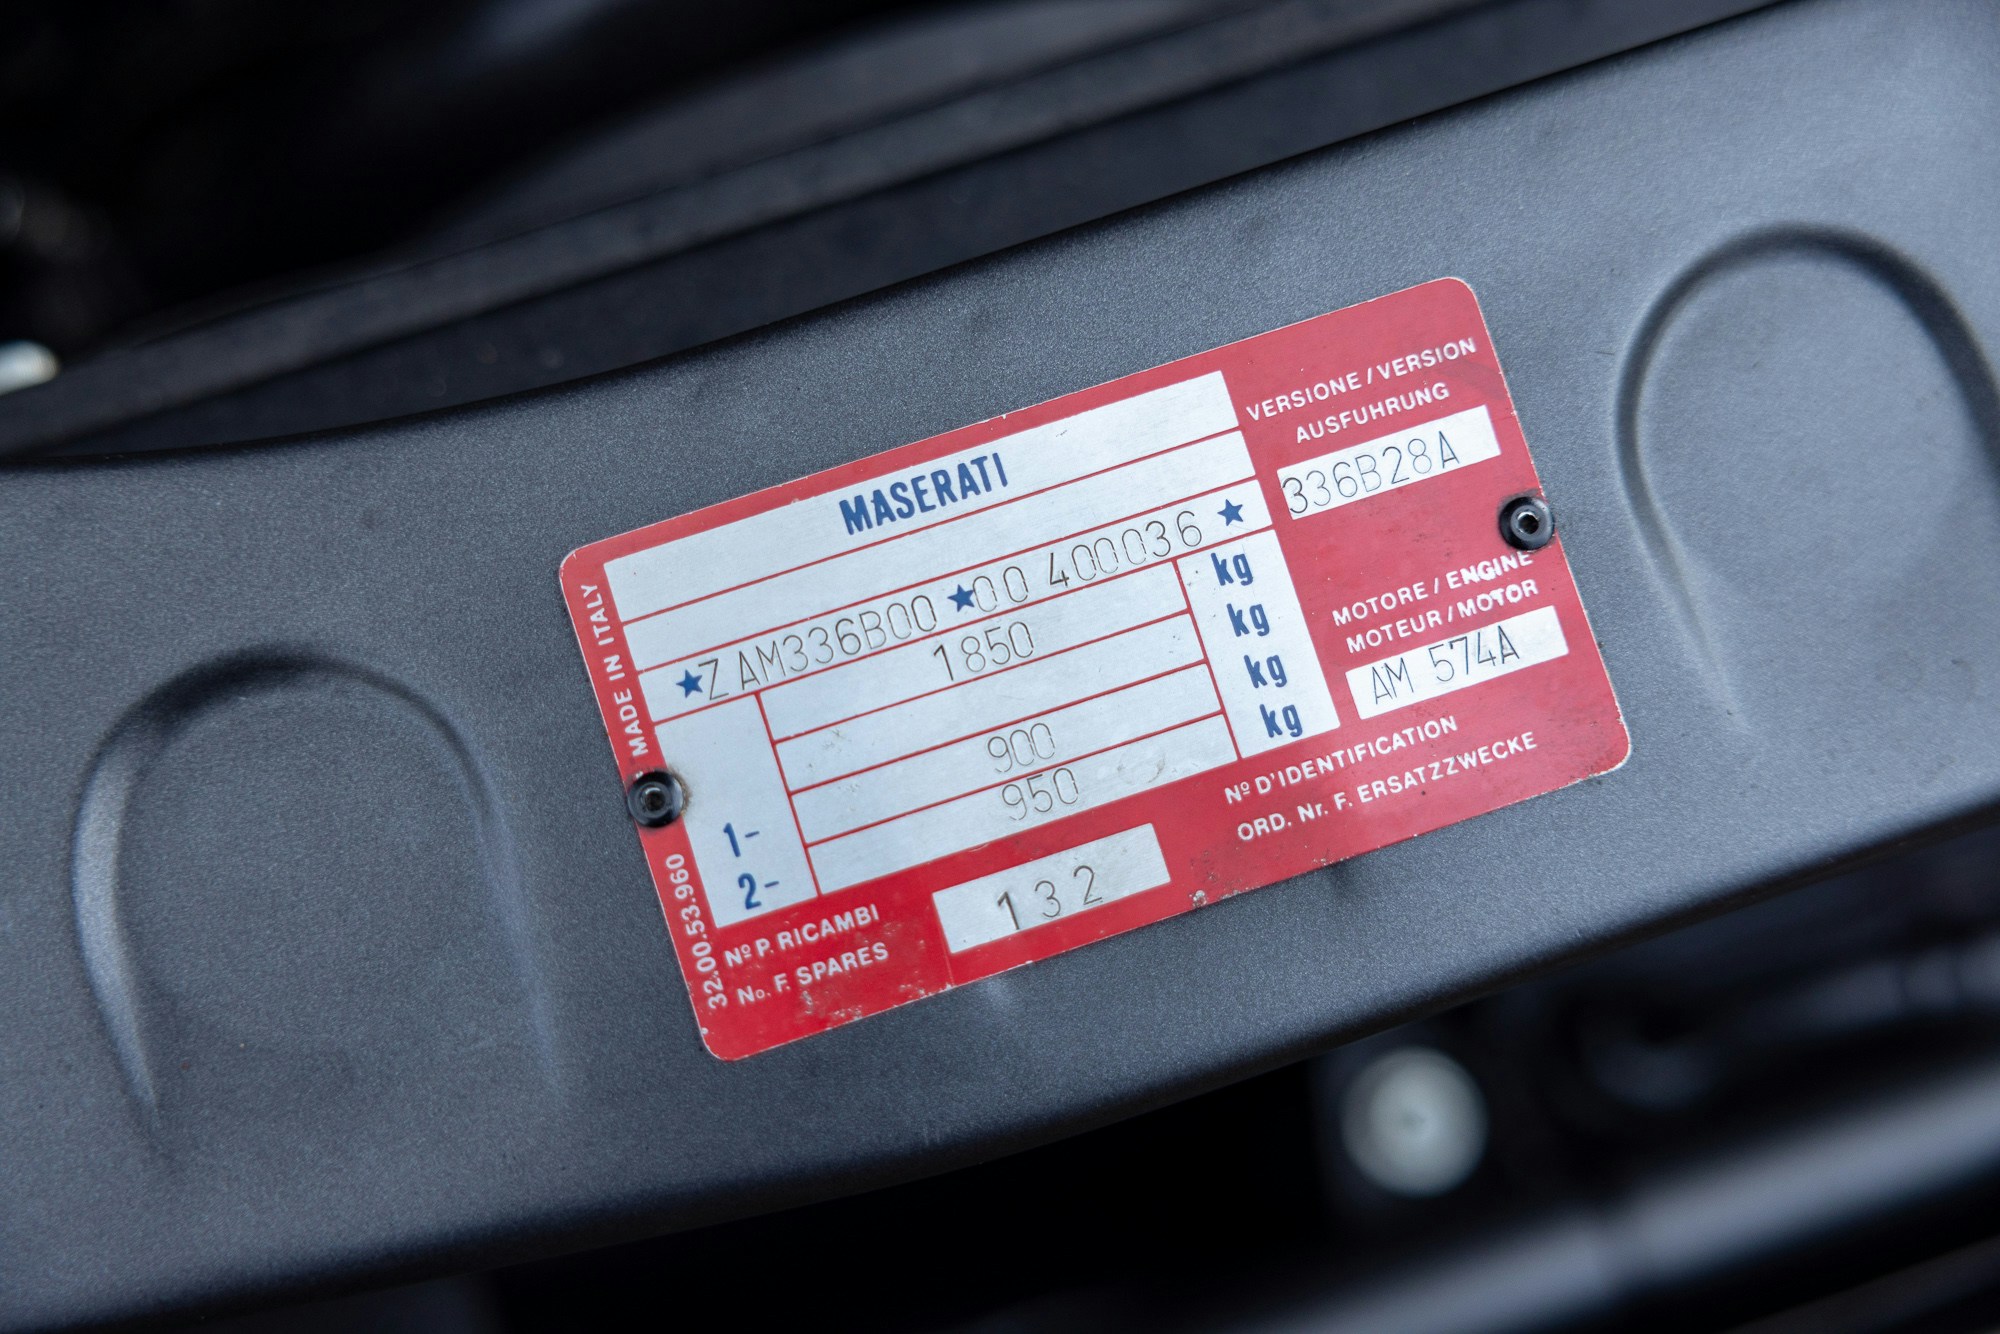 MASERATI
★ZAM336B00★00 400036★
1850 kg
kg
1- 900 kg
2- 950 kg
VERSIONE / VERSION
AUSFUHRUNG
336B28A
MOTORE / ENGINE
MOTEUR / MOTOR
AM 574A
Nº D'IDENTIFICATION
ORD. Nr. F. ERSATZZWECKE
Nº P. RICAMBI
No. F. SPARES
132
MADE IN ITALY
32.00.53.960